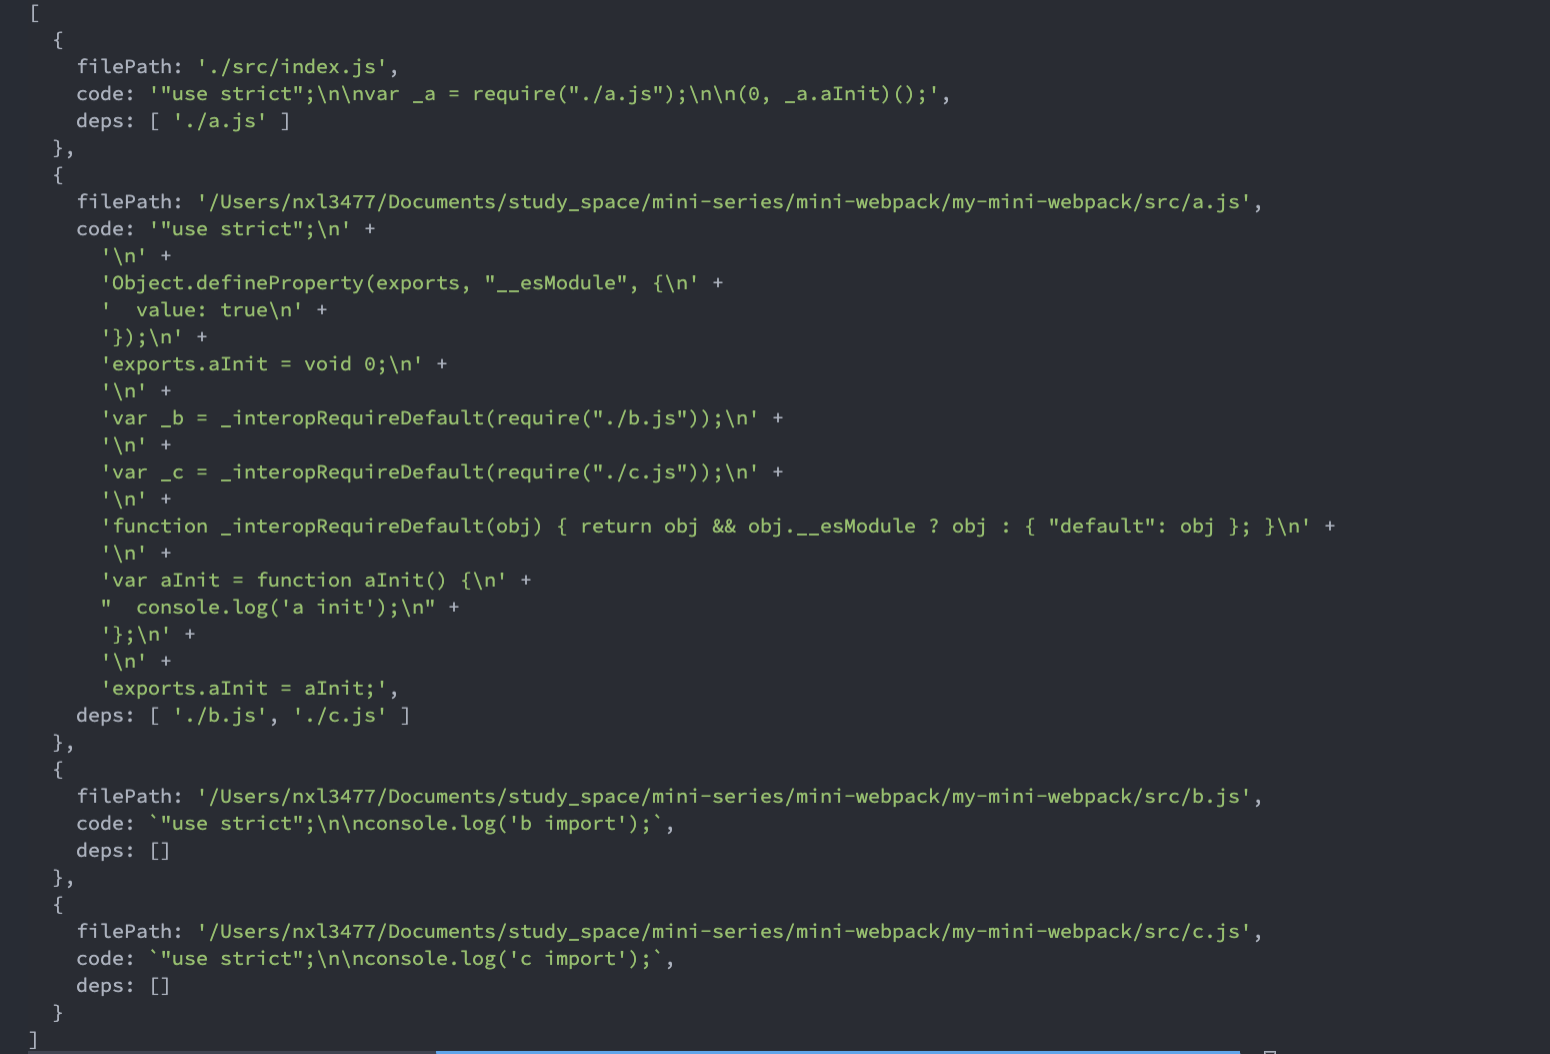 [
  {
    filePath: './src/index.js',
    code: '"use strict";\n\nvar _a = require("./a.js");\n\n(0, _a.aInit)();',
    deps: [ './a.js' ]
  },
  {
    filePath: '/Users/nxl3477/Documents/study_space/mini-series/mini-webpack/my-mini-webpack/src/a.js',
    code: '"use strict";\n' +
      '\n' +
      'Object.defineProperty(exports, "__esModule", {\n' +
      '  value: true\n' +
      '});\n' +
      'exports.aInit = void 0;\n' +
      '\n' +
      'var _b = _interopRequireDefault(require("./b.js"));\n' +
      '\n' +
      'var _c = _interopRequireDefault(require("./c.js"));\n' +
      '\n' +
      'function _interopRequireDefault(obj) { return obj && obj.__esModule ? obj : { "default": obj }; }\n' +
      '\n' +
      'var aInit = function aInit() {\n' +
      "  console.log('a init');\n" +
      '};\n' +
      '\n' +
      'exports.aInit = aInit;',
    deps: [ './b.js', './c.js' ]
  },
  {
    filePath: '/Users/nxl3477/Documents/study_space/mini-series/mini-webpack/my-mini-webpack/src/b.js',
    code: `"use strict";\n\nconsole.log('b import');`,
    deps: []
  },
  {
    filePath: '/Users/nxl3477/Documents/study_space/mini-series/mini-webpack/my-mini-webpack/src/c.js',
    code: `"use strict";\n\nconsole.log('c import');`,
    deps: []
  }
]